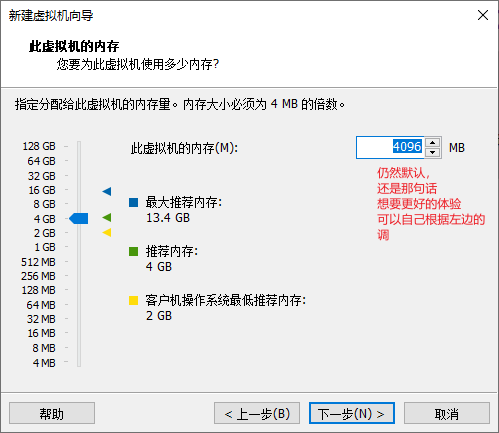 新建虚拟机向导
此虚拟机的内存
您要为此虚拟机使用多少内存?
指定分配给此虚拟机的内存量。内存大小必须为 4 MB 的倍数。
128 GB
64 GB
32 GB
16 GB
8 GB
4 GB
2 GB
1 GB
512 MB
256 MB
128 MB
64 MB
32 MB
16 MB
8 MB
4 MB
此虚拟机的内存(M):
4096 MB
仍然默认，
还是那句话
想要更好的体验
可以自己根据左边的
调
最大推荐内存:
13.4 GB
推荐内存:
4 GB
客户机操作系统最低推荐内存:
2 GB
帮助
< 上一步(B)
下一步(N) >
取消